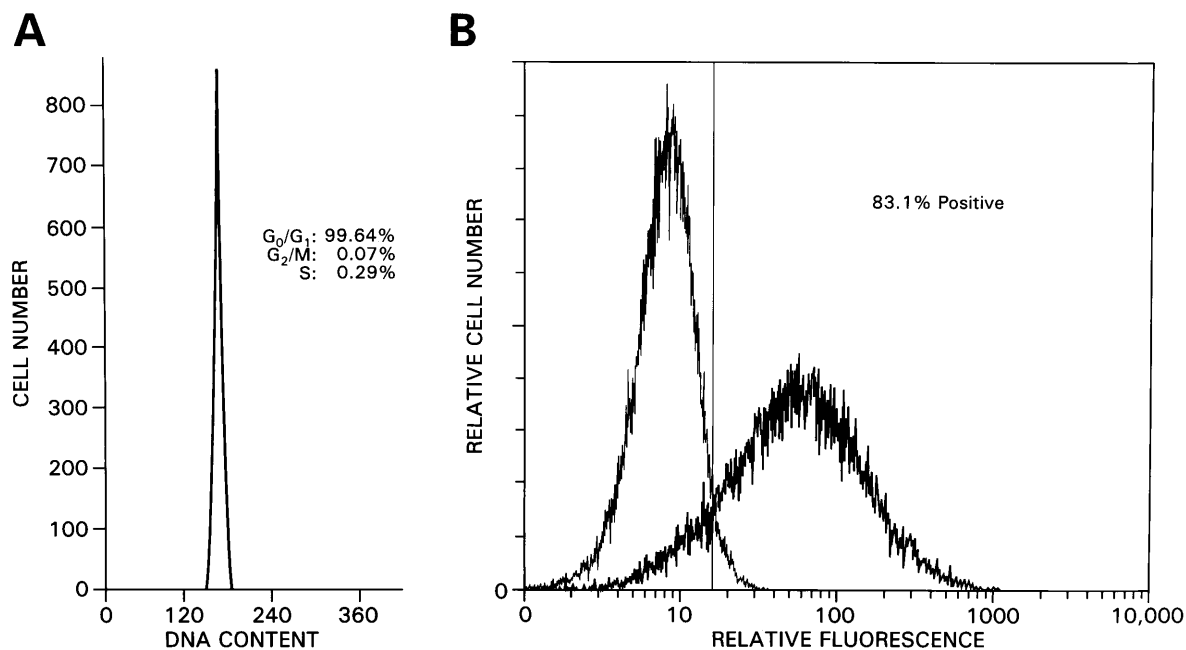 A
CELL NUMBER
800
700
600
500
400
300
200
100
0
G₀/G₁: 99.64%
G₂/M: 0.07%
S: 0.29%
0 120 240 360
DNA CONTENT
B
RELATIVE CELL NUMBER
83.1% Positive
0
0 10 100 1000 10,000
RELATIVE FLUORESCENCE